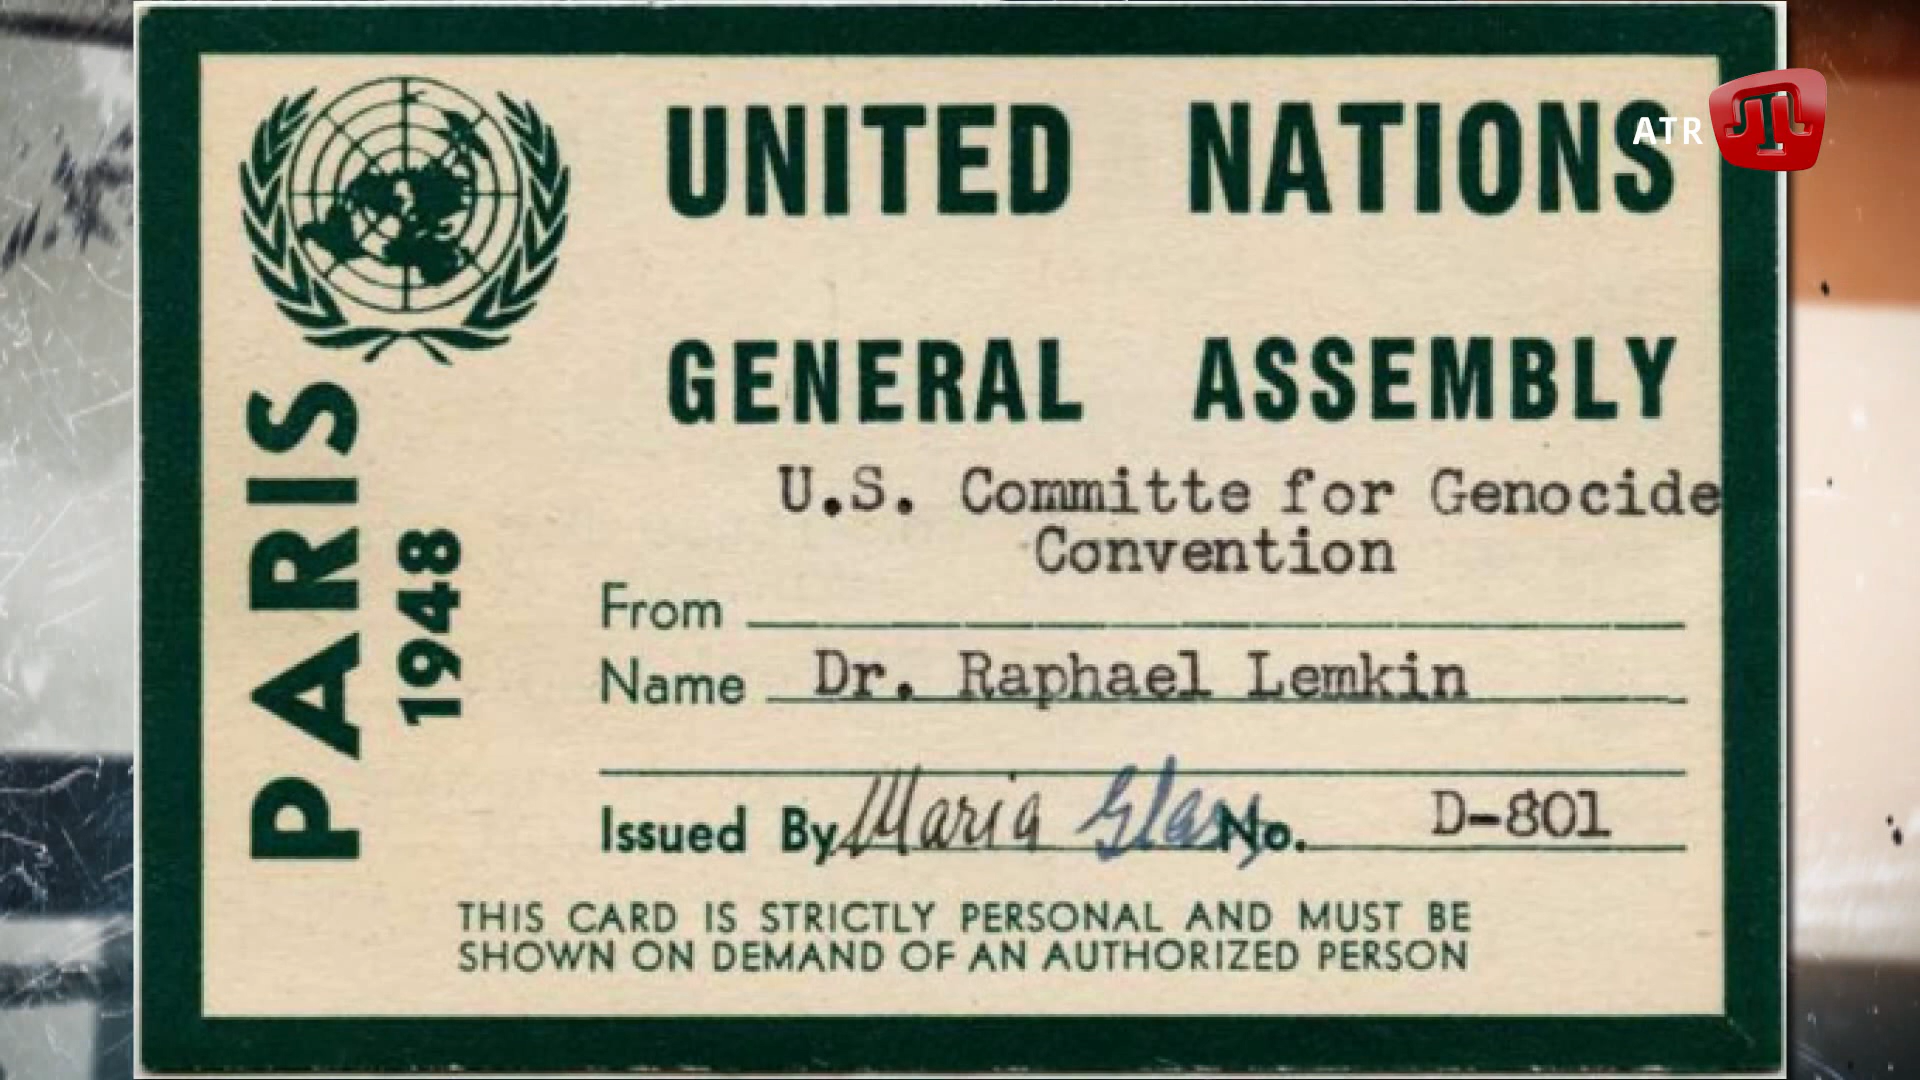 UNITED NATIONS
ATR
GENERAL ASSEMBLY
PARIS
1948
U.S. Committe for Genocide
Convention
From
Name Dr. Raphael Lemkin
Issued By Maria No. D-801
THIS CARD IS STRICTLY PERSONAL AND MUST BE
SHOWN ON DEMAND OF AN AUTHORIZED PERSON